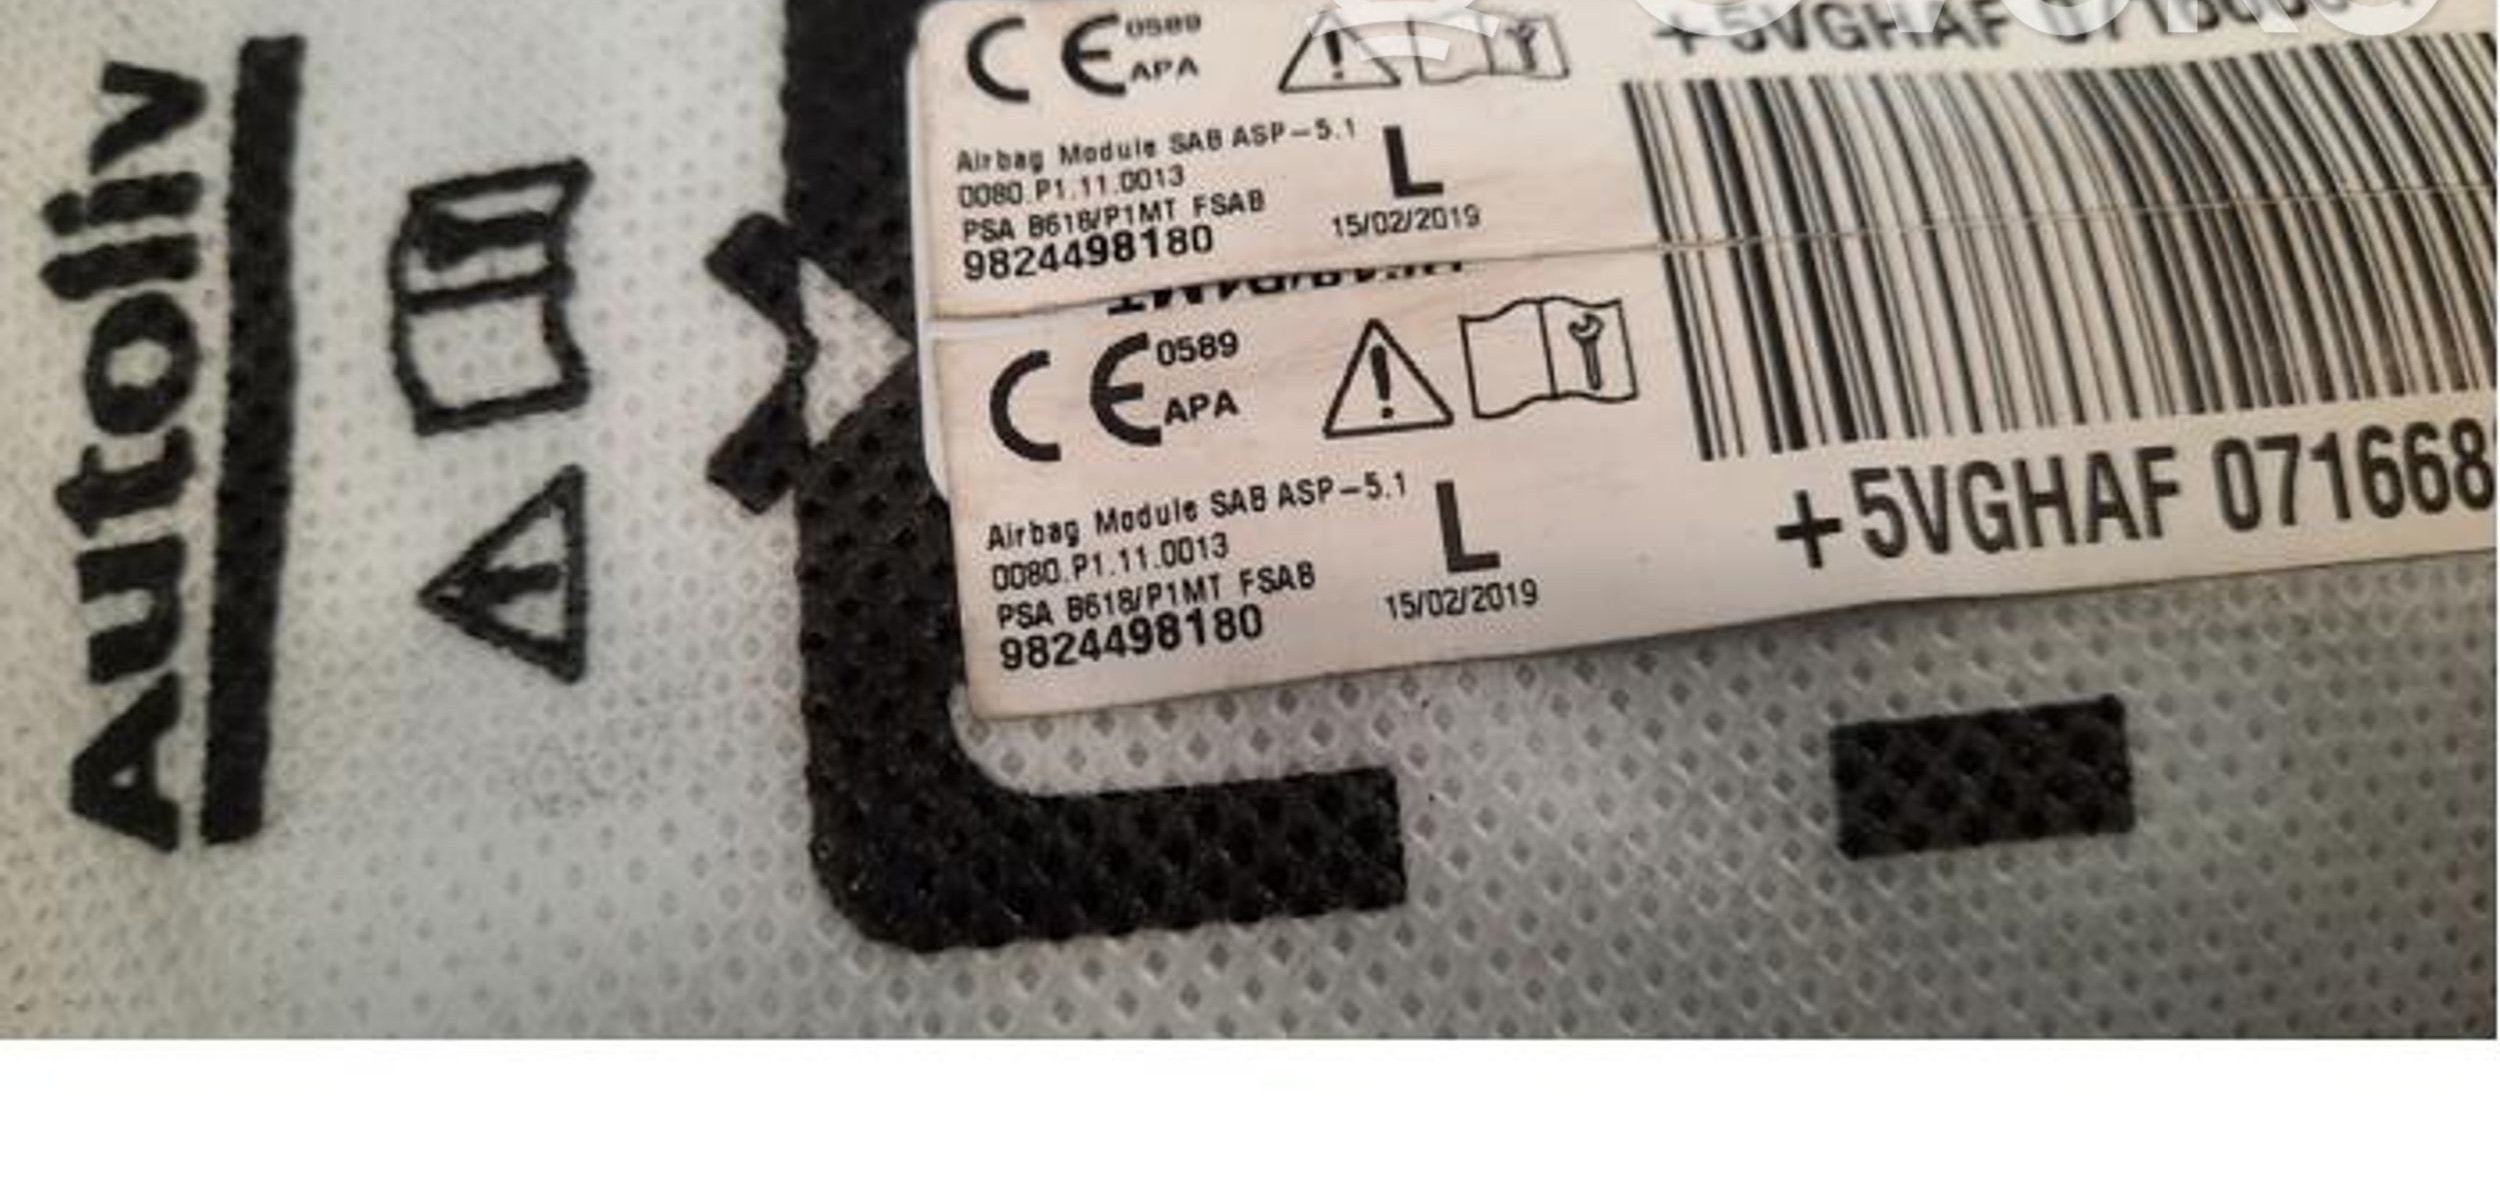 Autoliv
CE 0589
APA
Airbag Module SAB ASP-5.1
0080.P1.11.0013
PSA B618/P1MT FSAB
9824498180
L
15/02/2019
+5VGHAF
CE 0589
APA
Airbag Module SAB ASP-5.1
0080.P1.11.0013
PSA B618/P1MT FSAB
9824498180
L
15/02/2019
+5VGHAF 071668